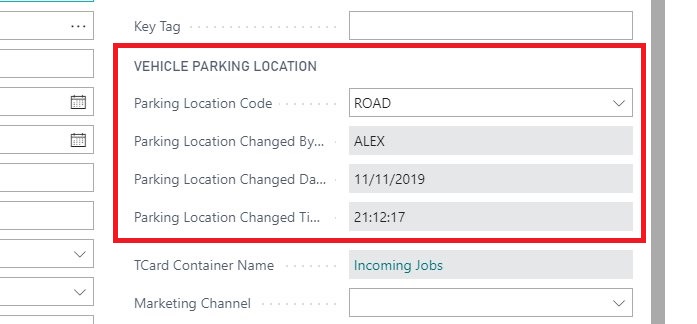 Key Tag
VEHICLE PARKING LOCATION
Parking Location Code ROAD
Parking Location Changed By... ALEX
Parking Location Changed Da... 11/11/2019
Parking Location Changed Ti... 21:12:17
TCard Container Name Incoming Jobs
Marketing Channel